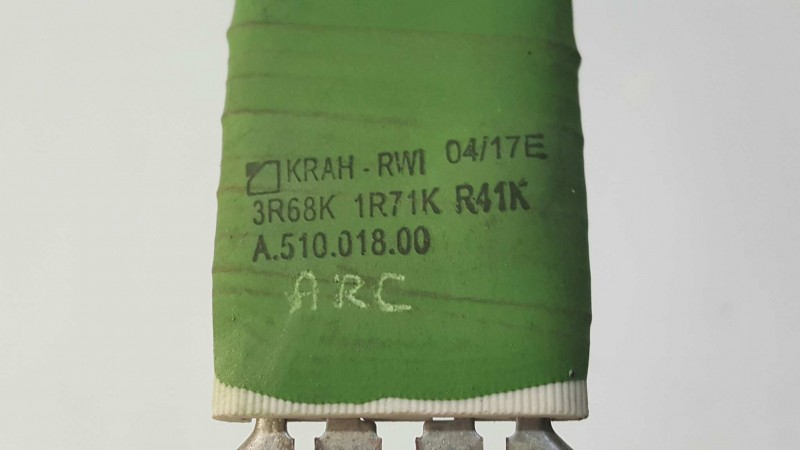 KRAH - RWI 04/17E
3R68K 1R71K R41K
A.510.018.00
ARC